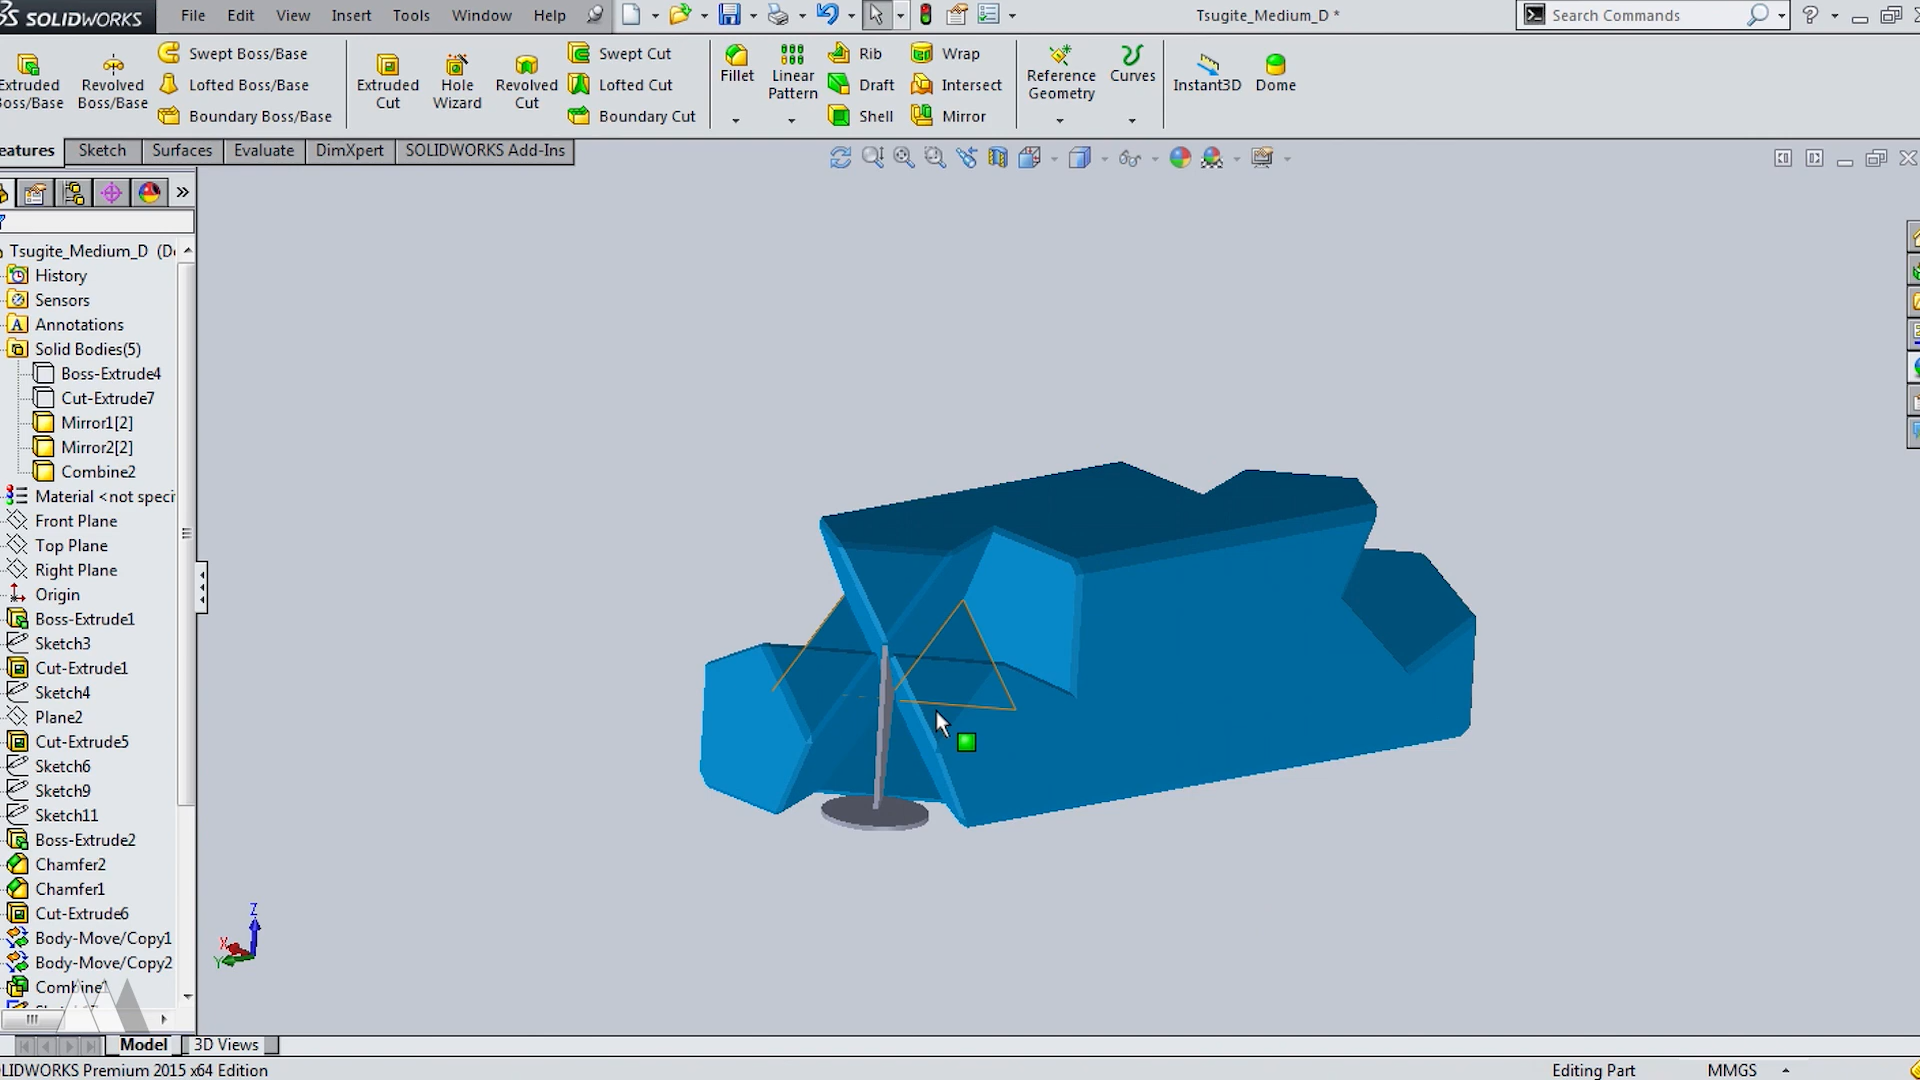 SOLIDWORKS File Edit View Insert Tools Window Help Tsugite_Medium_D * Search Commands
Extruded Boss/Base
Revolved Boss/Base
Swept Boss/Base
Lofted Boss/Base
Boundary Boss/Base
Extruded Cut
Hole Wizard
Revolved Cut
Swept Cut
Lofted Cut
Boundary Cut
Fillet
Linear Pattern
Rib
Draft
Shell
Wrap
Intersect
Mirror
Reference Geometry
Curves
Instant3D
Dome
eatures Sketch Surfaces Evaluate DimXpert SOLIDWORKS Add-Ins
Tsugite_Medium_D (D
History
Sensors
Annotations
Solid Bodies(5)
Boss-Extrude4
Cut-Extrude7
Mirror1[2]
Mirror2[2]
Combine2
Material <not speci
Front Plane
Top Plane
Right Plane
Origin
Boss-Extrude1
Sketch3
Cut-Extrude1
Sketch4
Plane2
Cut-Extrude5
Sketch6
Sketch9
Sketch11
Boss-Extrude2
Chamfer2
Chamfer1
Cut-Extrude6
Body-Move/Copy1
Body-Move/Copy2
Combine1
Z
X
Y
Model 3D Views
OLIDWORKS Premium 2015 x64 Edition Editing Part MMGS